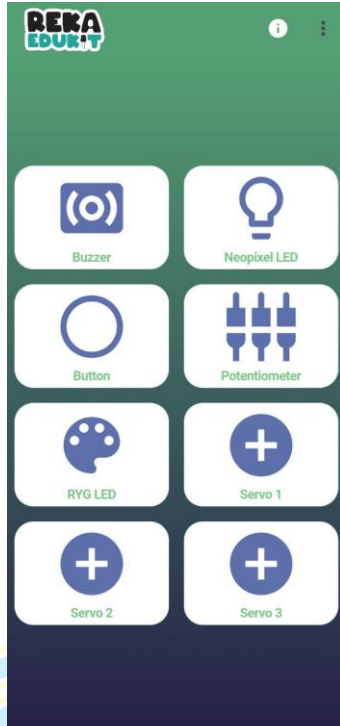 REKA
EDUKIT
i
Buzzer
Neopixel LED
Button
Potentiometer
RYG LED
Servo 1
Servo 2
Servo 3